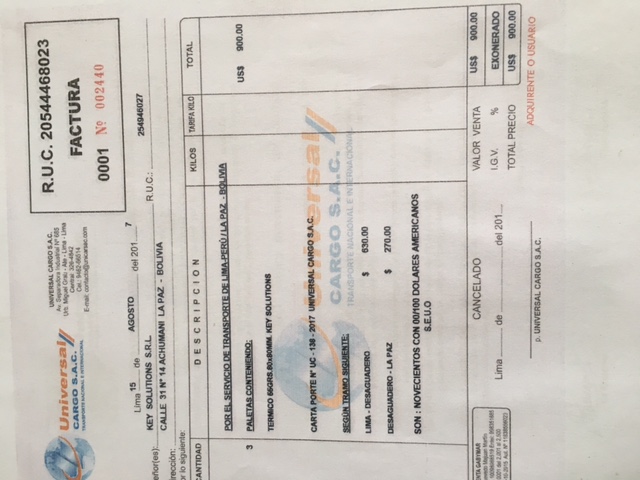 Universal
CARGO S.A.C.
TRANSPORTE NACIONAL E INTERNACIONAL
UNIVERSAL CARGO S.A.C.
Av. Separadora Industrial Nº 685
Urb. Miguel Grau - Ate - Lima - Lima
Central: 326-4842
Cel.: 9462-66514
E-mail: contacto@unicarsac.com
R.U.C. 20544468023
FACTURA
0001 Nº 002440
Lima 15 de AGOSTO del 2017
eñor(es): KEY SOLUTIONS S.R.L. R.U.C.: 254946027
irección: CALLE 31 Nº 14 ACHUMANI LA PAZ - BOLIVIA
or lo siguiente:
CANTIDAD DESCRIPCION KILOS TARIFA KILO TOTAL
POR EL SERVICIO DE TRANSPORTE DE LIMA-PERÚ / LA PAZ - BOLIVIA
US$ 900.00
3 PALETAS CONTENIENDO:
TERMICO 55GRS.80x80MM. KEY SOLUTIONS
CARTA PORTE Nº UC - 138 - 2017 UNIVERSAL CARGO S.A.C.
Universal
CARGO S.A.C.
TRANSPORTE NACIONAL E INTERNACIONAL
SEGÚN TRAMO SIGUIENTE:
LIMA - DESAGUADERO $ 630.00
DESAGUADERO - LA PAZ $ 270.00
SON : NOVECIENTOS CON 00/100 DOLARES AMERICANOS
S.E.U.O
ENTA GABYMAR
CANCELADO
Lima de del 201
p. UNIVERSAL CARGO S.A.C.
VALOR VENTA US$ 900.00
I.G.V. % EXONERADO
TOTAL PRECIO US$ 900.00
ADQUIRENTE O USUARIO